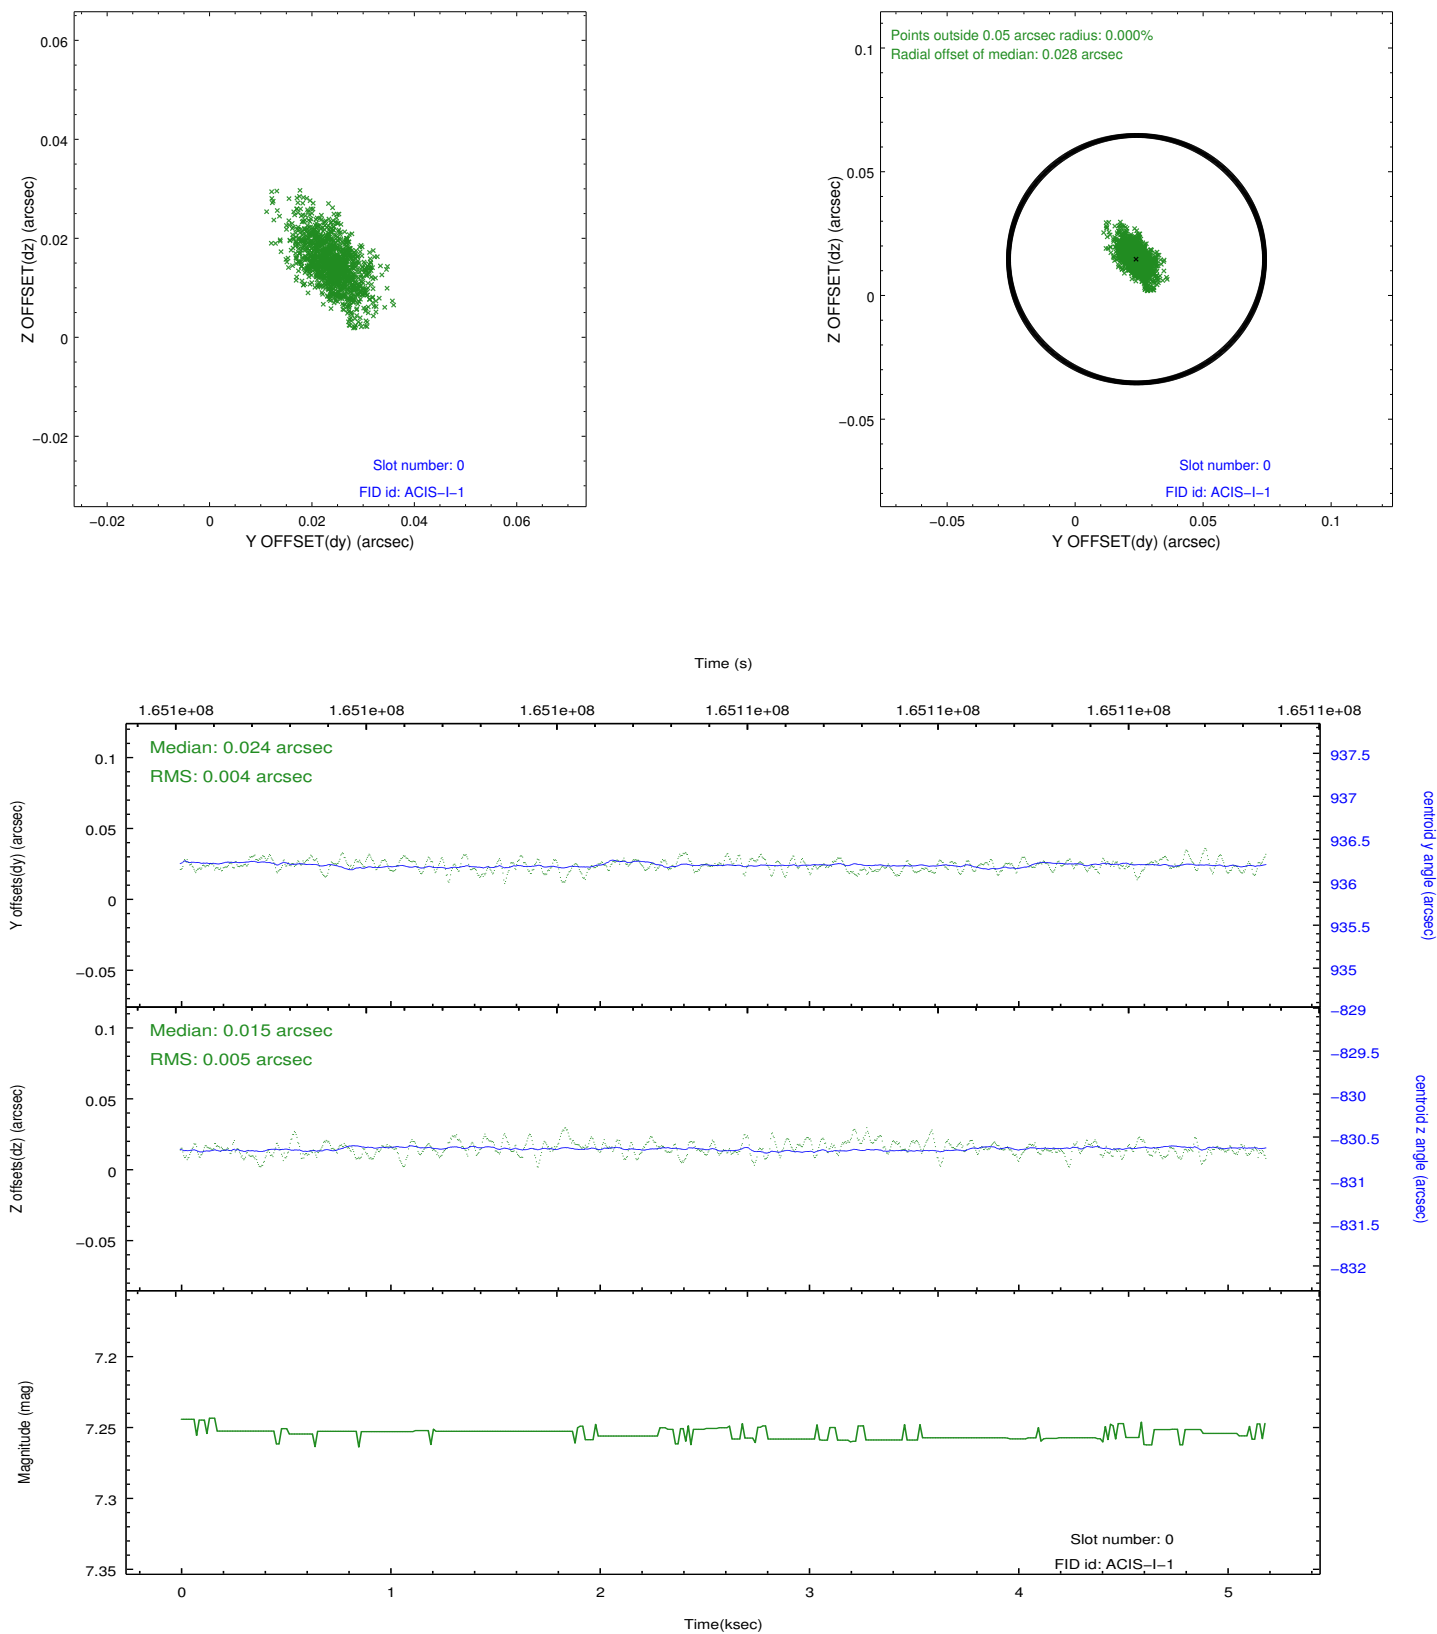 0.06
0.04
0.02
0
−0.02
Z OFFSET(dz) (arcsec)
Slot number: 0
FID id: ACIS−I−1
−0.02 0 0.02 0.04 0.06
Y OFFSET(dy) (arcsec)
Points outside 0.05 arcsec radius: 0.000%
Radial offset of median: 0.028 arcsec
0.1
0.05
0
−0.05
Z OFFSET(dz) (arcsec)
Slot number: 0
FID id: ACIS−I−1
−0.05 0 0.05 0.1
Y OFFSET(dy) (arcsec)
Time (s)
1.651e+08 1.651e+08 1.651e+08 1.6511e+08 1.6511e+08 1.6511e+08 1.6511e+08
Median: 0.024 arcsec
RMS: 0.004 arcsec
0.1
0.05
0
−0.05
Y offsets(dy) (arcsec)
937.5
937
936.5
936
935.5
935
centroid y angle (arcsec)
Median: 0.015 arcsec
RMS: 0.005 arcsec
0.1
0.05
0
−0.05
Z offsets(dz) (arcsec)
−829
−829.5
−830
−830.5
−831
−831.5
−832
centroid z angle (arcsec)
7.2
7.25
7.3
7.35
Magnitude (mag)
Slot number: 0
FID id: ACIS−I−1
0 1 2 3 4 5
Time(ksec)